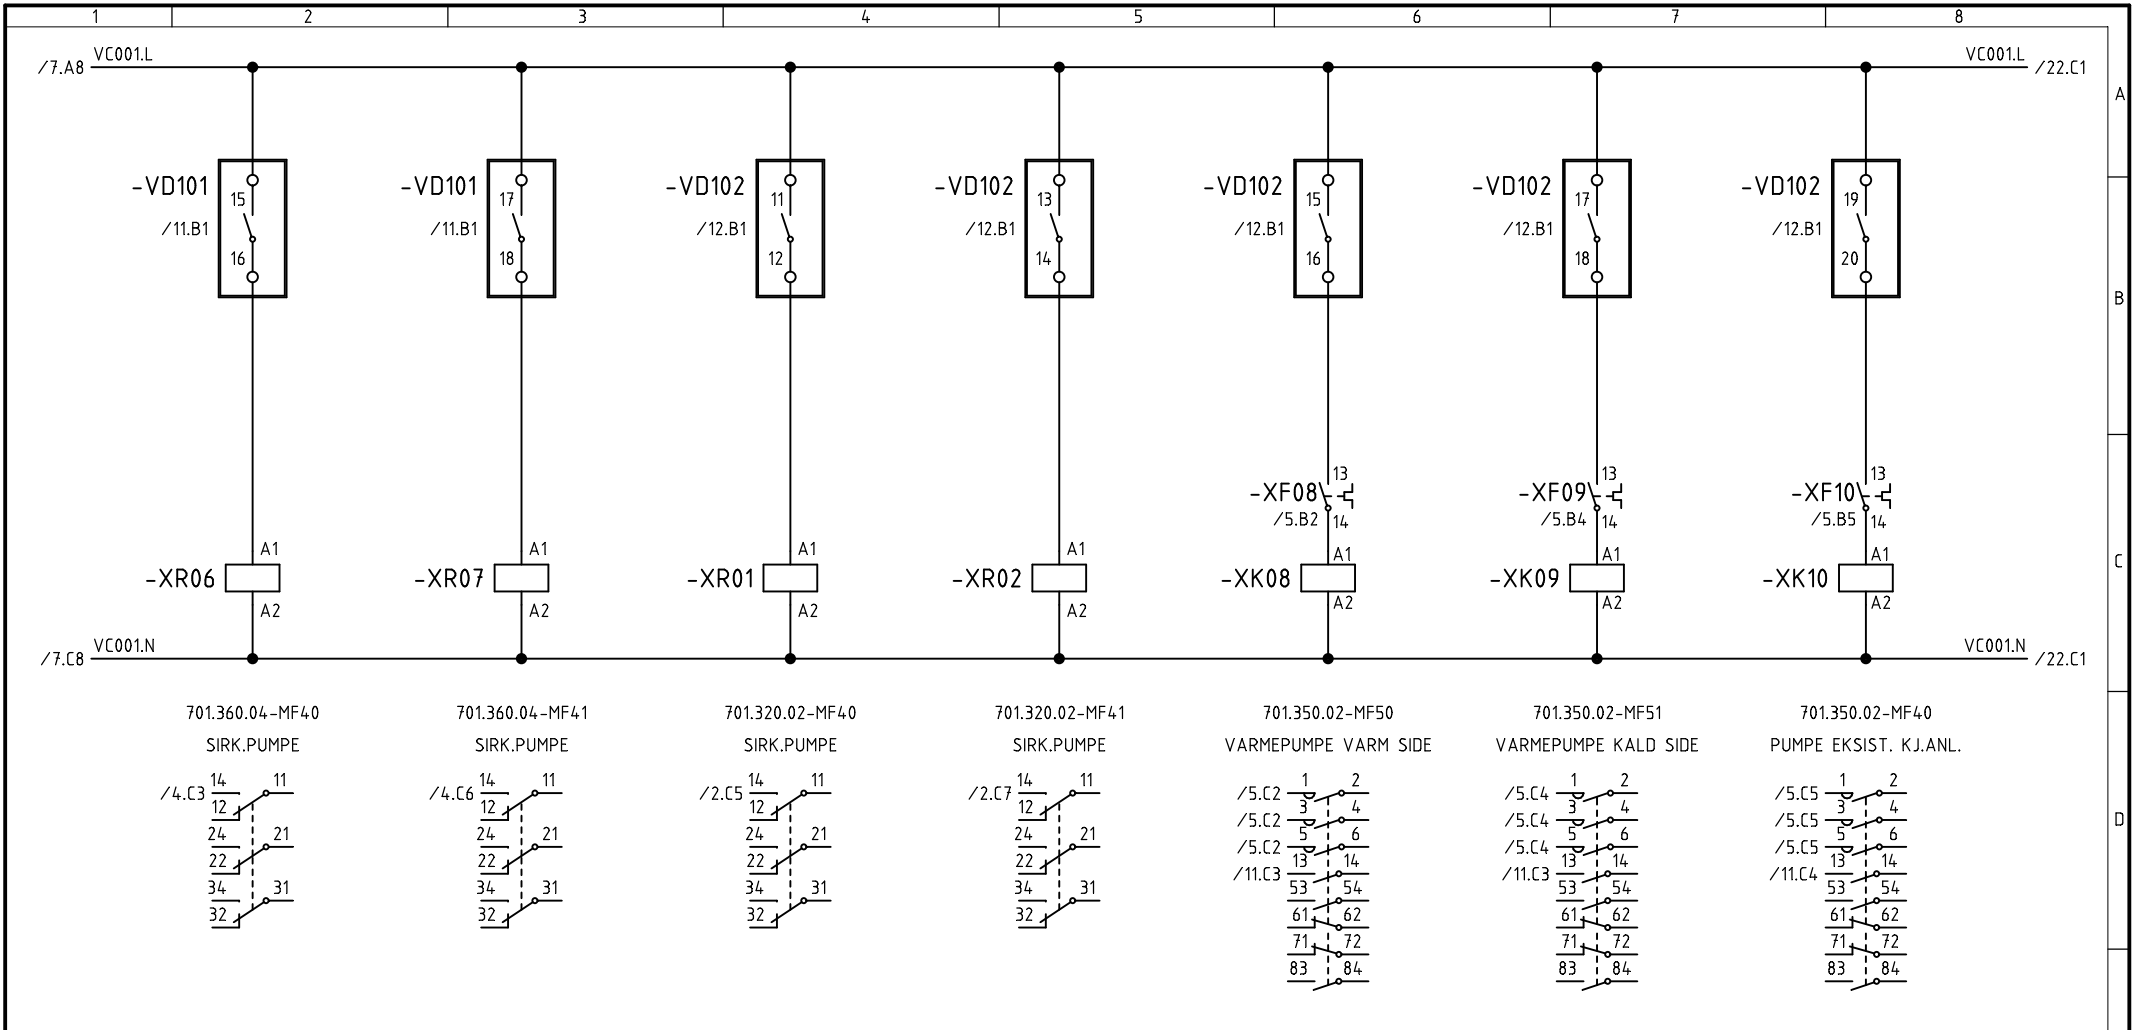 1 2 3 4 5 6 7 8
/7.A8 VC001.L VC001.L /22.C1
A
-VD101 15 /11.B1 16
-VD101 17 /11.B1 18
-VD102 11 /12.B1 12
-VD102 13 /12.B1 14
-VD102 15 /12.B1 16
-VD102 17 /12.B1 18
-VD102 19 /12.B1 20
B
-XF08 13 /5.B2 14
-XF09 13 /5.B4 14
-XF10 13 /5.B5 14
-XR06 A1 A2
-XR07 A1 A2
-XR01 A1 A2
-XR02 A1 A2
-XK08 A1 A2
-XK09 A1 A2
-XK10 A1 A2
C
/7.C8 VC001.N VC001.N /22.C1
701.360.04-MF40 701.360.04-MF41 701.320.02-MF40 701.320.02-MF41 701.350.02-MF50 701.350.02-MF51 701.350.02-MF40
SIRK.PUMPE SIRK.PUMPE SIRK.PUMPE SIRK.PUMPE VARMEPUMPE VARM SIDE VARMEPUMPE KALD SIDE PUMPE EKSIST. KJ.ANL.
/4.C3 14 11
12
24 21
22
34 31
32
/4.C6 14 11
12
24 21
22
34 31
32
/2.C5 14 11
12
24 21
22
34 31
32
/2.C7 14 11
12
24 21
22
34 31
32
/5.C2 1 2
/5.C2 3 4
/5.C2 5 6
/11.C3 13 14
53 54
61 62
71 72
83 84
/5.C4 1 2
/5.C4 3 4
/5.C4 5 6
/11.C3 13 14
53 54
61 62
71 72
83 84
/5.C5 1 2
/5.C5 3 4
/5.C5 5 6
/11.C4 13 14
53 54
61 62
71 72
83 84
D